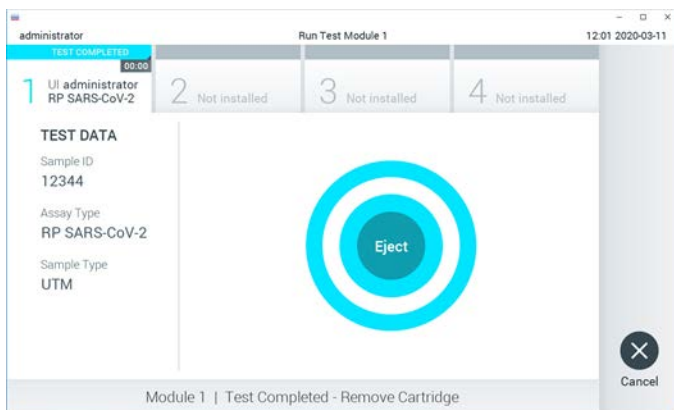 administrator Run Test Module 1 12:01 2020-03-11
TEST COMPLETED
00:00
1 UI administrator
RP SARS-CoV-2
2 Not installed
3 Not installed
4 Not installed
TEST DATA
Sample ID
12344
Assay Type
RP SARS-CoV-2
Sample Type
UTM
Eject
Cancel
Module 1 | Test Completed - Remove Cartridge